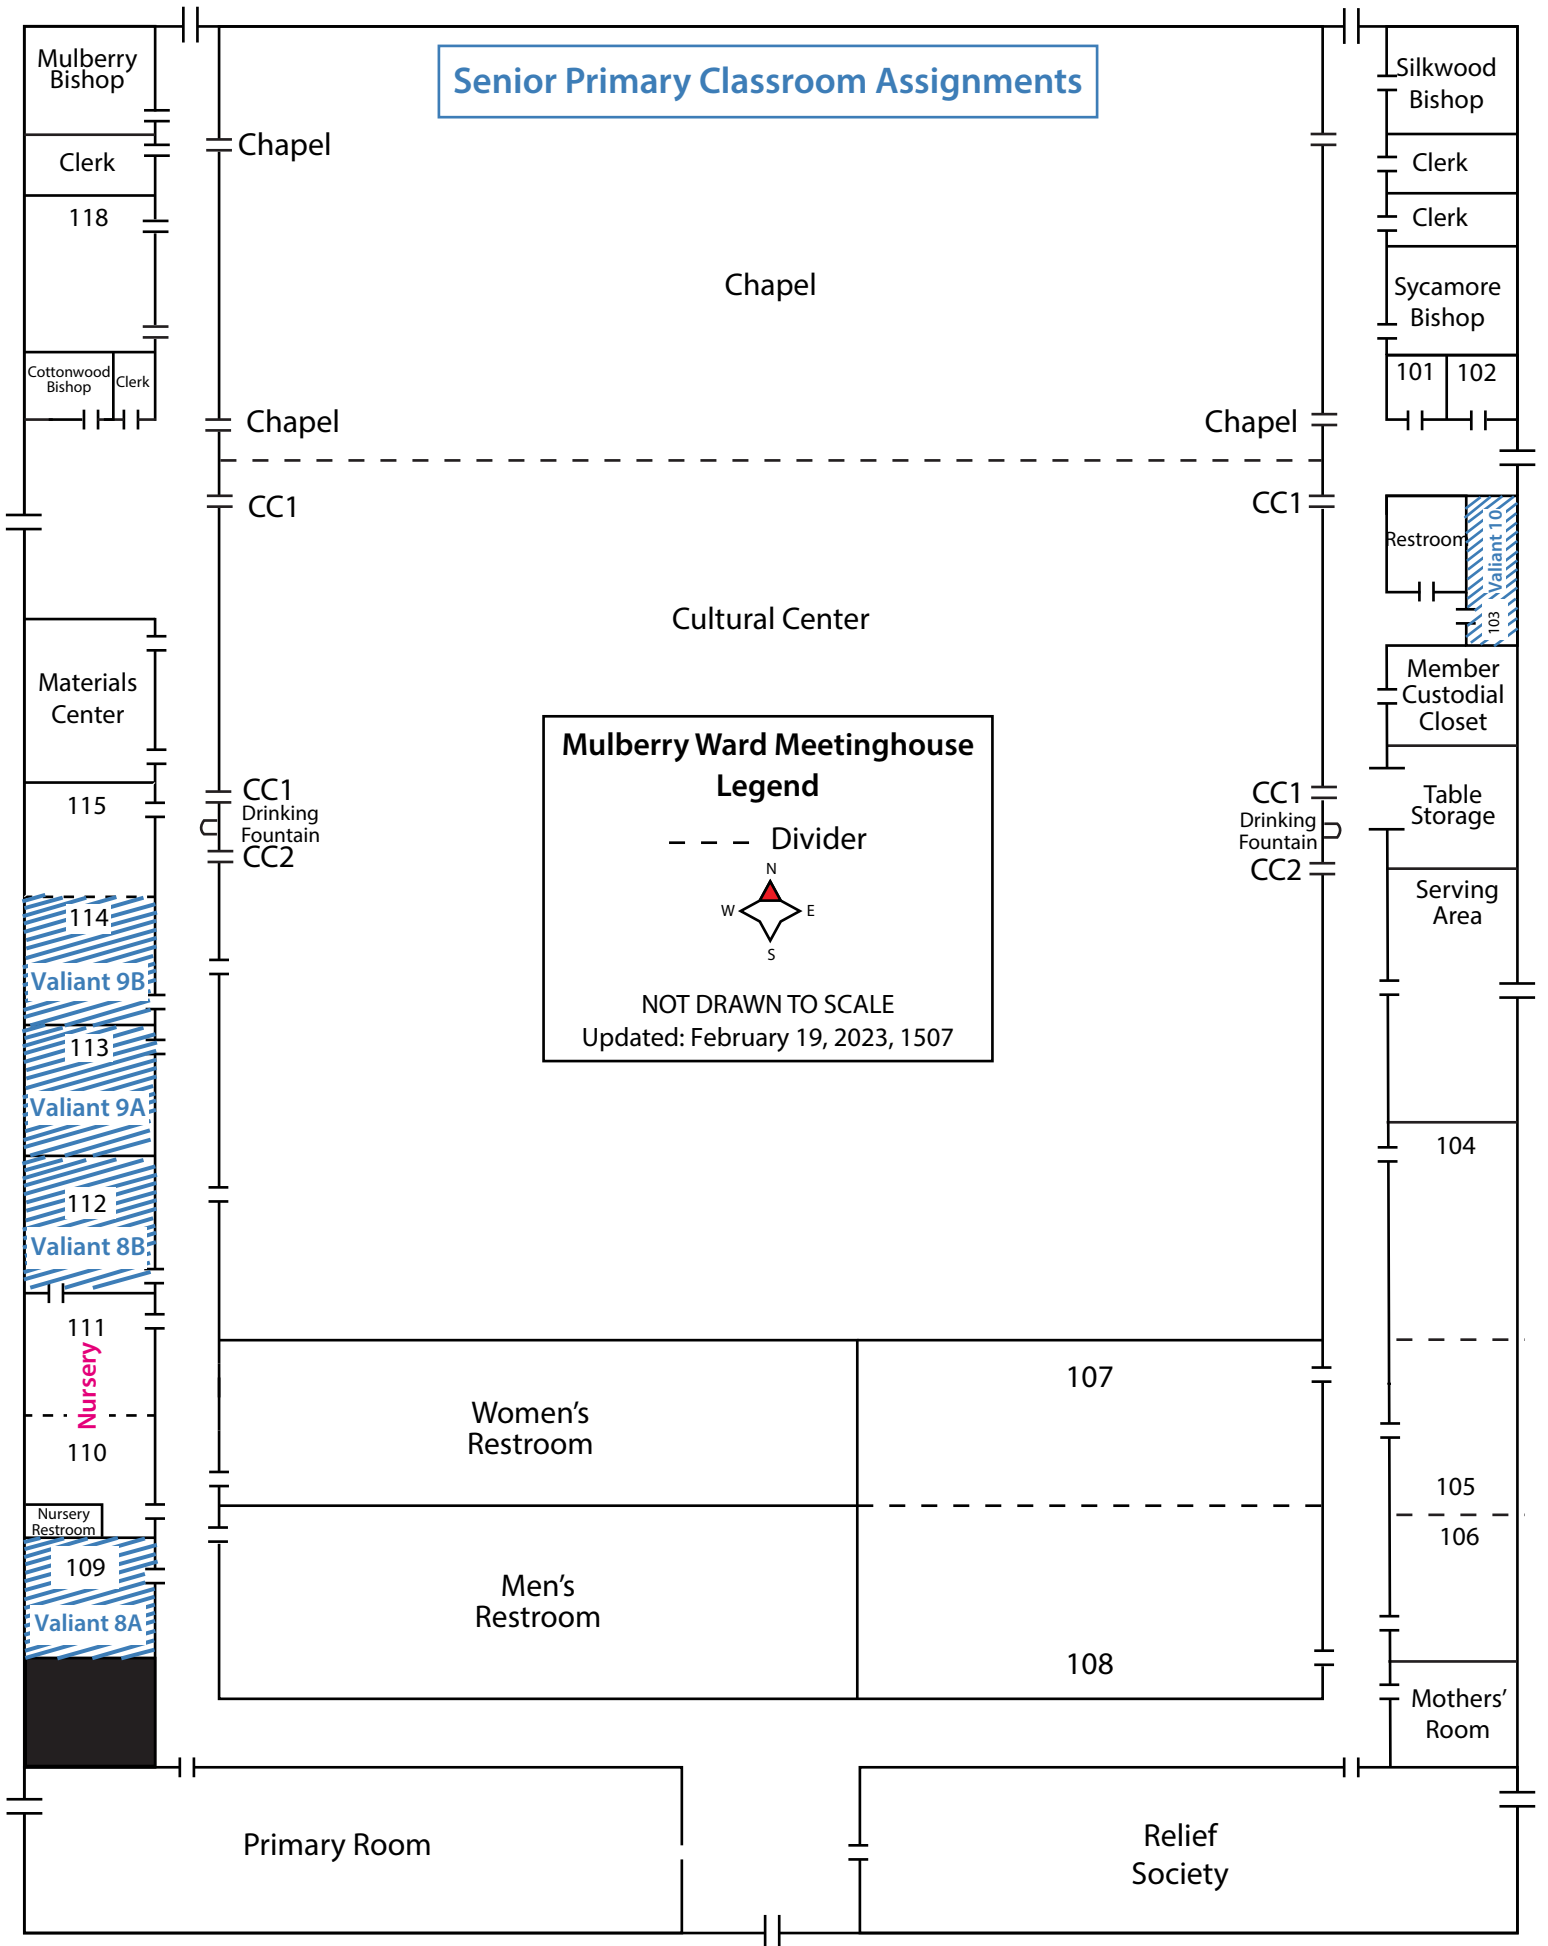 Senior Primary Classroom Assignments
Mulberry
Bishop
Clerk
118
Cottonwood
Bishop
Clerk
Chapel
Chapel
Chapel
Chapel
Silkwood
Bishop
Clerk
Clerk
Sycamore
Bishop
101
102
CC1
CC1
Cultural Center
Restroom
Valiant 10
103
Member
Custodial
Closet
Table
Storage
Serving
Area
Materials
Center
115
CC1
Drinking
Fountain
CC2
CC1
Drinking
Fountain
CC2
Mulberry Ward Meetinghouse
Legend
Divider
N
W
E
S
NOT DRAWN TO SCALE
Updated: February 19, 2023, 1507
114
Valiant 9B
113
Valiant 9A
112
Valiant 8B
111
Nursery
110
Nursery
Restroom
109
Valiant 8A
104
105
106
Women's
Restroom
107
Men's
Restroom
108
Mothers'
Room
Primary Room
Relief
Society